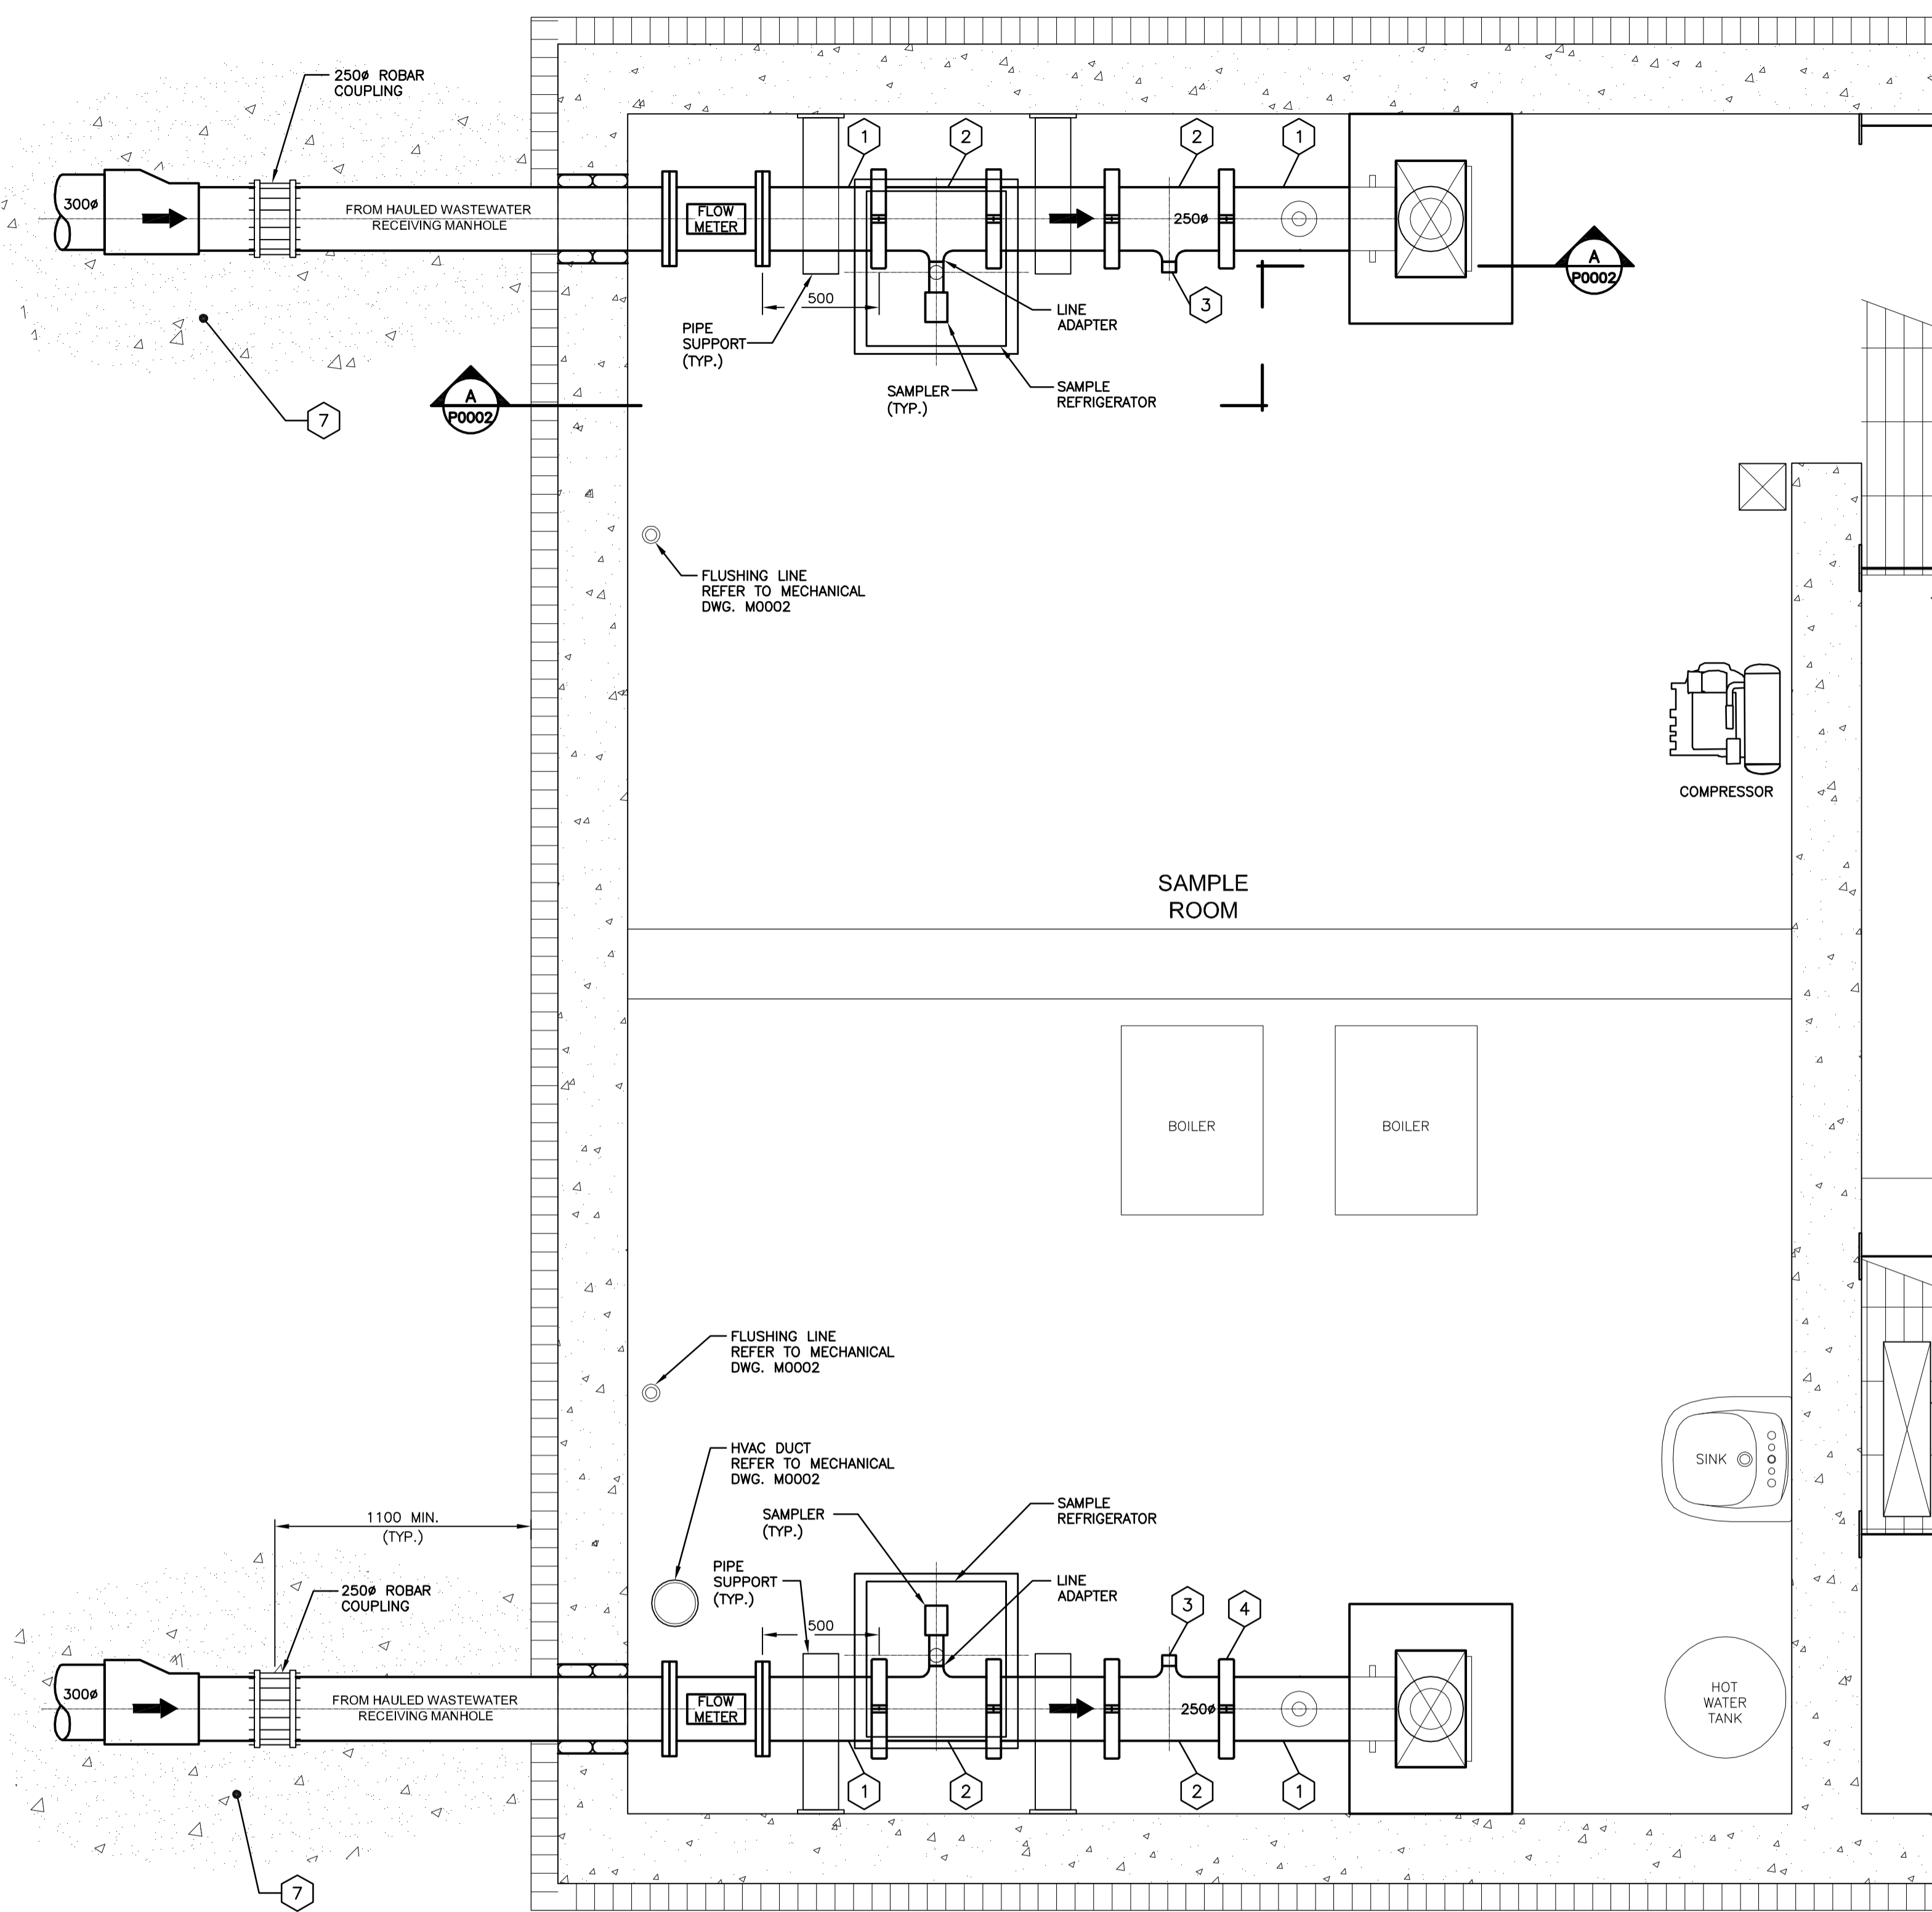 250ø ROBAR
COUPLING
1
2
2
1
300ø
FROM HAULED WASTEWATER
RECEIVING MANHOLE
FLOW
METER
250ø
A
P0002
500
3
LINE
ADAPTER
PIPE
SUPPORT
(TYP.)
SAMPLER
(TYP.)
SAMPLE
REFRIGERATOR
A
P0002
7
FLUSHING LINE
REFER TO MECHANICAL
DWG. M0002
COMPRESSOR
SAMPLE
ROOM
BOILER
BOILER
FLUSHING LINE
REFER TO MECHANICAL
DWG. M0002
HVAC DUCT
REFER TO MECHANICAL
DWG. M0002
SINK
SAMPLER
(TYP.)
SAMPLE
REFRIGERATOR
1100 MIN.
(TYP.)
PIPE
SUPPORT
(TYP.)
LINE
ADAPTER
250ø ROBAR
COUPLING
3
4
500
300ø
FROM HAULED WASTEWATER
RECEIVING MANHOLE
FLOW
METER
250ø
HOT
WATER
TANK
1
2
2
1
7